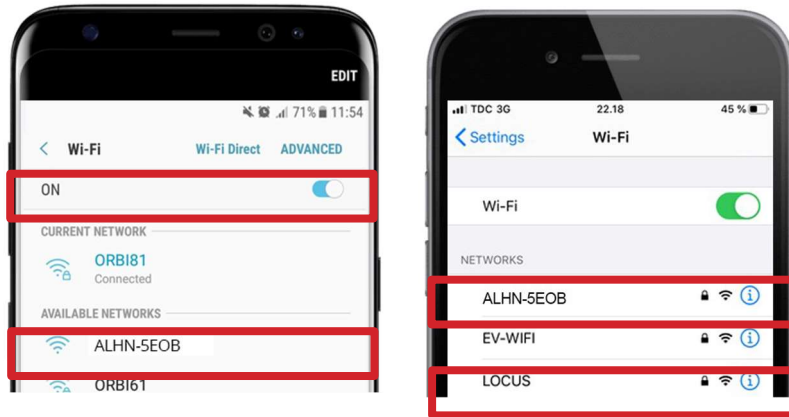 EDIT
71% 11:54
< Wi-Fi Wi-Fi Direct ADVANCED
ON
CURRENT NETWORK
ORBI81
Connected
AVAILABLE NETWORKS
ALHN-5EOB
ORBI61
TDC 3G 22.18 45 %
Settings Wi-Fi
Wi-Fi
NETWORKS
ALHN-5EOB
EV-WIFI
LOCUS